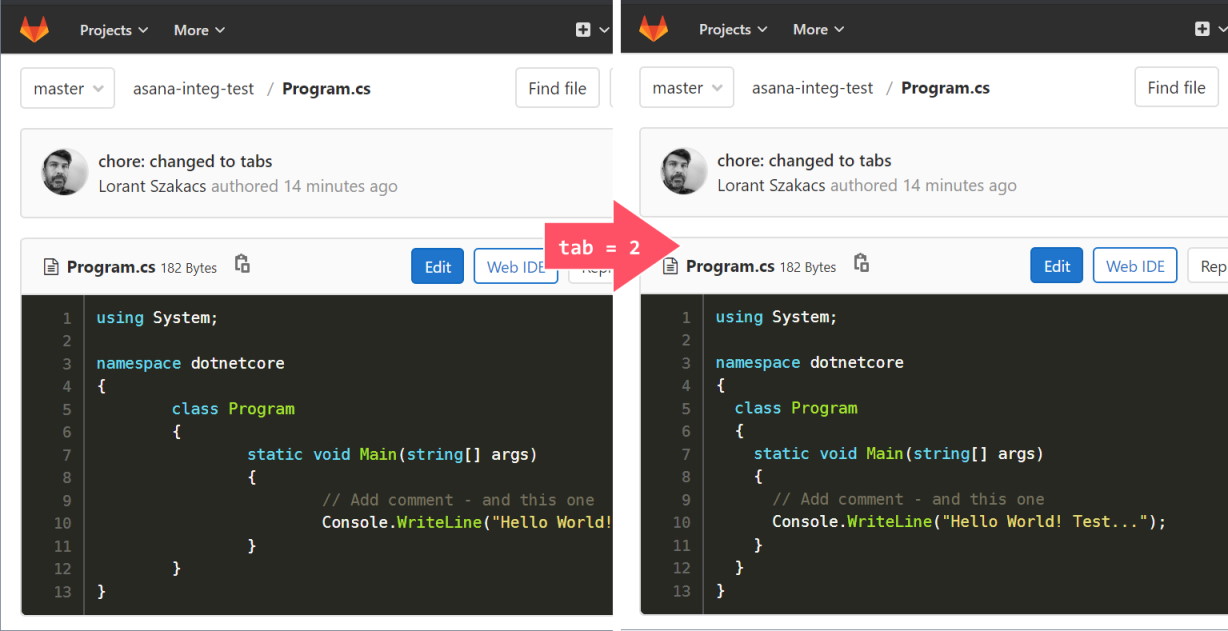 Projects More
master asana-integ-test / Program.cs Find file
chore: changed to tabs
Lorant Szakacs authored 14 minutes ago
Program.cs 182 Bytes Edit Web IDE
1 using System;
2
3 namespace dotnetcore
4 {
5 class Program
6 {
7 static void Main(string[] args)
8 {
9 // Add comment - and this one
10 Console.WriteLine("Hello World!
11 }
12 }
13 }
tab = 2
Projects More
master asana-integ-test / Program.cs Find file
chore: changed to tabs
Lorant Szakacs authored 14 minutes ago
Program.cs 182 Bytes Edit Web IDE Rep
1 using System;
2
3 namespace dotnetcore
4 {
5 class Program
6 {
7 static void Main(string[] args)
8 {
9 // Add comment - and this one
10 Console.WriteLine("Hello World! Test...");
11 }
12 }
13 }